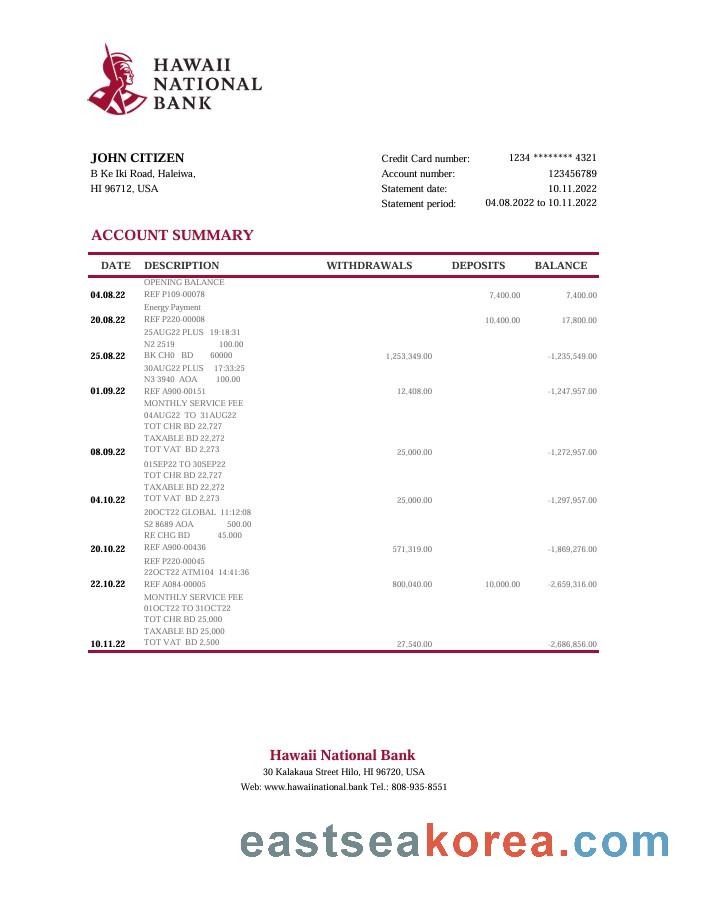 HAWAII
NATIONAL
BANK
JOHN CITIZEN
B Ke Iki Road, Haleiwa,
HI 96712, USA
Credit Card number: 1234 ******** 4321
Account number: 123456789
Statement date: 10.11.2022
Statement period: 04.08.2022 to 10.11.2022
ACCOUNT SUMMARY
DATE DESCRIPTION WITHDRAWALS DEPOSITS BALANCE
OPENING BALANCE
04.08.22 REF P109-00078 7,400.00 7,400.00
Energy Payment
20.08.22 REF P220-00008 10,400.00 17,800.00
25AUG22 PLUS 19:18:31
N2 2519 100.00
25.08.22 BK CH0 BD 60000 1,253,349.00 -1,235,549.00
30AUG22 PLUS 17:33:25
N3 3940 AOA 100.00
01.09.22 REF A900-00151 12,408.00 -1,247,957.00
MONTHLY SERVICE FEE
04AUG22 TO 31AUG22
TOT CHR BD 22,727
TAXABLE BD 22,272
08.09.22 TOT VAT BD 2,273 25,000.00 -1,272,957.00
01SEP22 TO 30SEP22
TOT CHR BD 22,727
TAXABLE BD 22,272
04.10.22 TOT VAT BD 2,273 25,000.00 -1,297,957.00
20OCT22 GLOBAL 11:12:08
S2 8689 AOA 500.00
RE CHG BD 45.000
20.10.22 REF A900-00436 571,319.00 -1,869,276.00
REF P220-00045
22OCT22 ATM104 14:41:36
22.10.22 REF A084-00005 800,040.00 10,000.00 -2,659,316.00
MONTHLY SERVICE FEE
01OCT22 TO 31OCT22
TOT CHR BD 25,000
TAXABLE BD 25,000
10.11.22 TOT VAT BD 2,500 27,540.00 -2,686,856.00
Hawaii National Bank
30 Kalakaua Street Hilo, HI 96720, USA
Web: www.hawaiinational.bank Tel.: 808-935-8551
eastseakorea.com